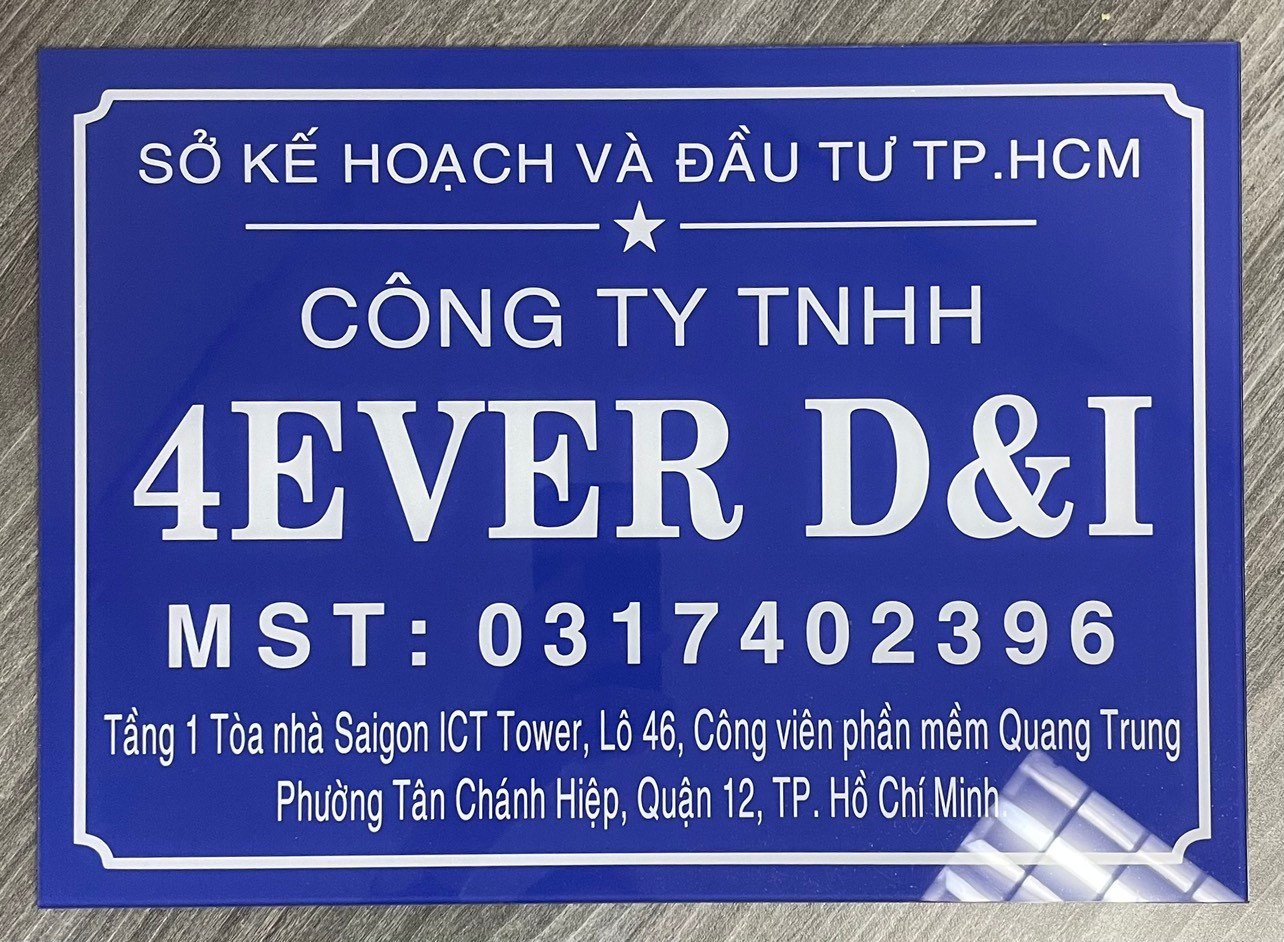 SỞ KẾ HOẠCH VÀ ĐẦU TƯ TP.HCM
CÔNG TY TNHH
4EVER D&I
MST: 0317402396
Tầng 1 Tòa nhà Saigon ICT Tower, Lô 46, Công viên phần mềm Quang Trung
Phường Tân Chánh Hiệp, Quận 12, TP. Hồ Chí Minh.